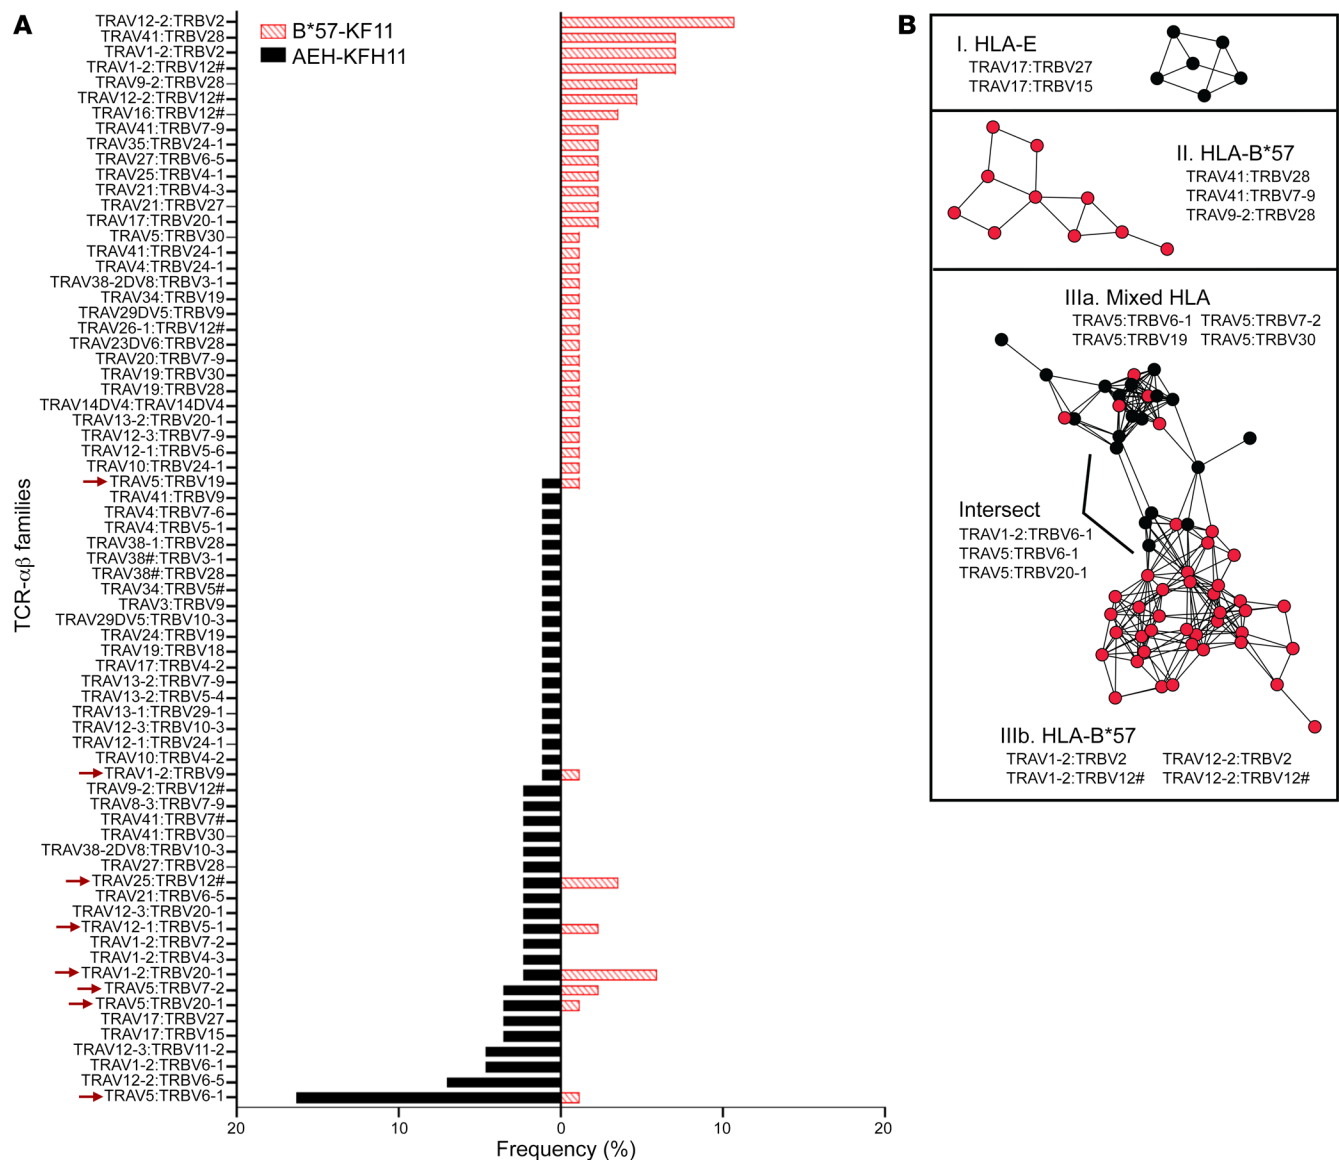 A
B*57-KF11
AEH-KFH11
TCR-αβ families
TRAV12-2:TRBV2
TRAV41:TRBV28
TRAV1-2:TRBV2
TRAV1-2:TRBV12#
TRAV9-2:TRBV28
TRAV12-2:TRBV12#
TRAV16:TRBV12#
TRAV41:TRBV7-9
TRAV35:TRBV24-1
TRAV27:TRBV6-5
TRAV25:TRBV4-1
TRAV21:TRBV4-3
TRAV21:TRBV27
TRAV17:TRBV20-1
TRAV5:TRBV30
TRAV41:TRBV24-1
TRAV4:TRBV24-1
TRAV38-2DV8:TRBV3-1
TRAV34:TRBV19
TRAV29DV5:TRBV9
TRAV26-1:TRBV12#
TRAV23DV6:TRBV28
TRAV20:TRBV7-9
TRAV19:TRBV30
TRAV19:TRBV28
TRAV14DV4:TRAV14DV4
TRAV13-2:TRBV20-1
TRAV12-3:TRBV7-9
TRAV12-1:TRBV5-6
TRAV10:TRBV24-1
TRAV5:TRBV19
TRAV41:TRBV9
TRAV4:TRBV7-6
TRAV4:TRBV5-1
TRAV38-1:TRBV28
TRAV38#:TRBV3-1
TRAV38#:TRBV28
TRAV34:TRBV5#
TRAV3:TRBV9
TRAV29DV5:TRBV10-3
TRAV24:TRBV19
TRAV19:TRBV18
TRAV17:TRBV4-2
TRAV13-2:TRBV7-9
TRAV13-2:TRBV5-4
TRAV13-1:TRBV29-1
TRAV12-3:TRBV10-3
TRAV12-1:TRBV24-1
TRAV10:TRBV4-2
TRAV1-2:TRBV9
TRAV9-2:TRBV12#
TRAV8-3:TRBV7-9
TRAV41:TRBV7#
TRAV41:TRBV30
TRAV38-2DV8:TRBV10-3
TRAV27:TRBV28
TRAV25:TRBV12#
TRAV21:TRBV6-5
TRAV12-3:TRBV20-1
TRAV12-1:TRBV5-1
TRAV1-2:TRBV7-2
TRAV1-2:TRBV4-3
TRAV1-2:TRBV20-1
TRAV5:TRBV7-2
TRAV5:TRBV20-1
TRAV17:TRBV27
TRAV17:TRBV15
TRAV12-3:TRBV11-2
TRAV1-2:TRBV6-1
TRAV12-2:TRBV6-5
TRAV5:TRBV6-1
20 10 0 10 20
Frequency (%)
B
I. HLA-E
TRAV17:TRBV27
TRAV17:TRBV15
II. HLA-B*57
TRAV41:TRBV28
TRAV41:TRBV7-9
TRAV9-2:TRBV28
IIIa. Mixed HLA
TRAV5:TRBV6-1 TRAV5:TRBV7-2
TRAV5:TRBV19 TRAV5:TRBV30
Intersect
TRAV1-2:TRBV6-1
TRAV5:TRBV6-1
TRAV5:TRBV20-1
IIIb. HLA-B*57
TRAV1-2:TRBV2 TRAV12-2:TRBV2
TRAV1-2:TRBV12# TRAV12-2:TRBV12#